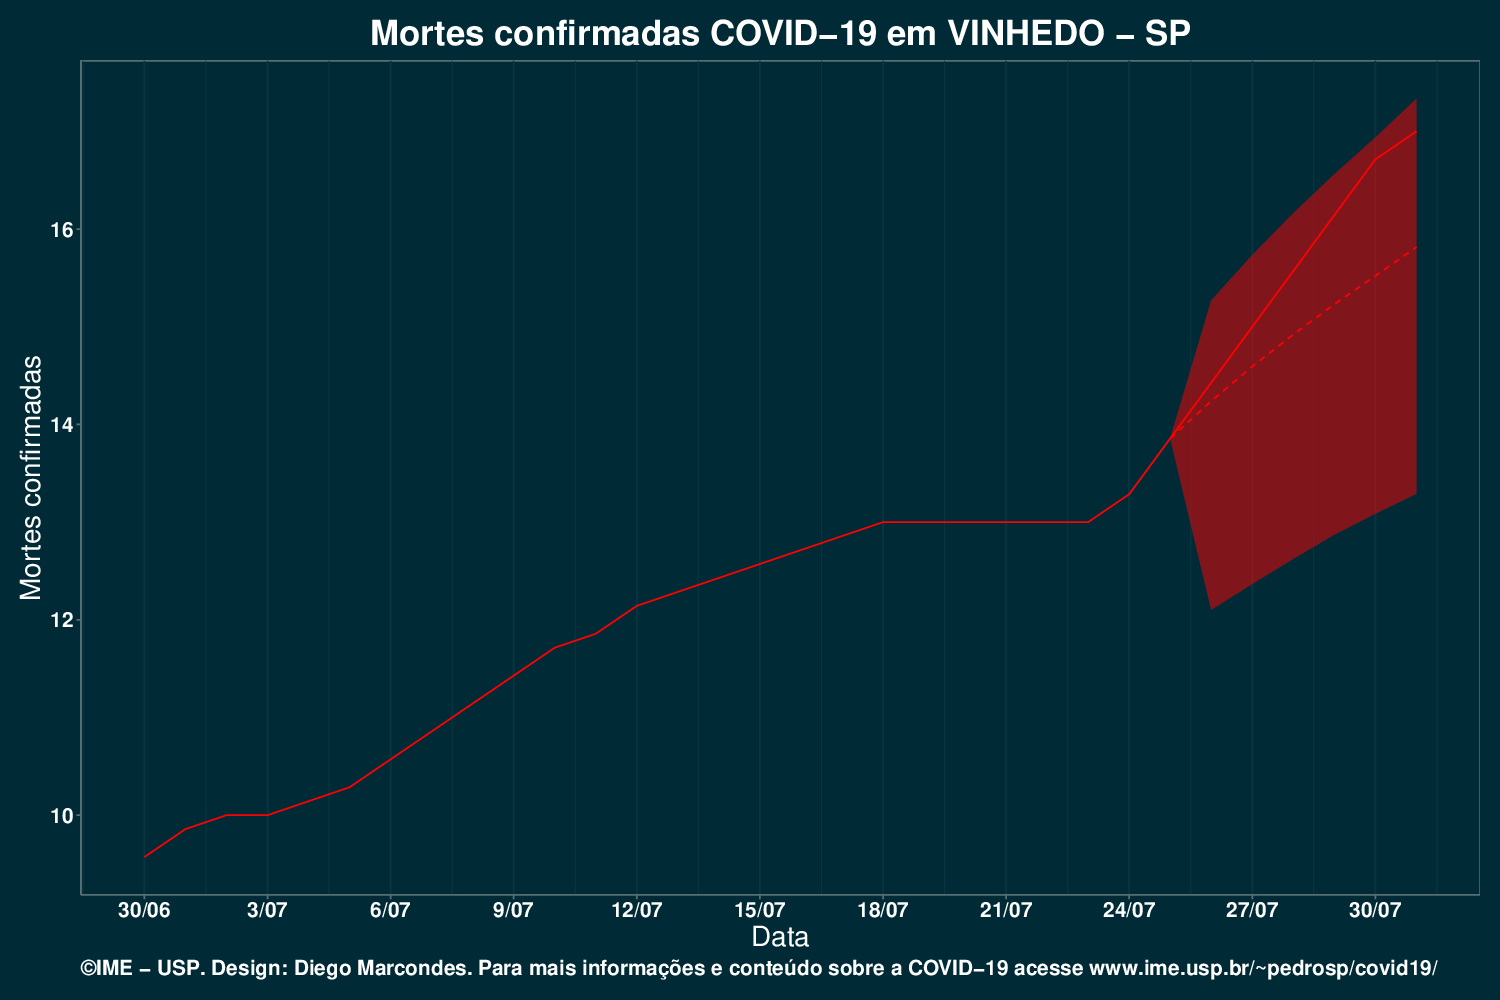 Mortes confirmadas COVID−19 em VINHEDO − SP
Mortes confirmadas
16
14
12
10
30/06 3/07 6/07 9/07 12/07 15/07 18/07 21/07 24/07 27/07 30/07
Data
©IME − USP. Design: Diego Marcondes. Para mais informações e conteúdo sobre a COVID−19 acesse www.ime.usp.br/~pedrosp/covid19/